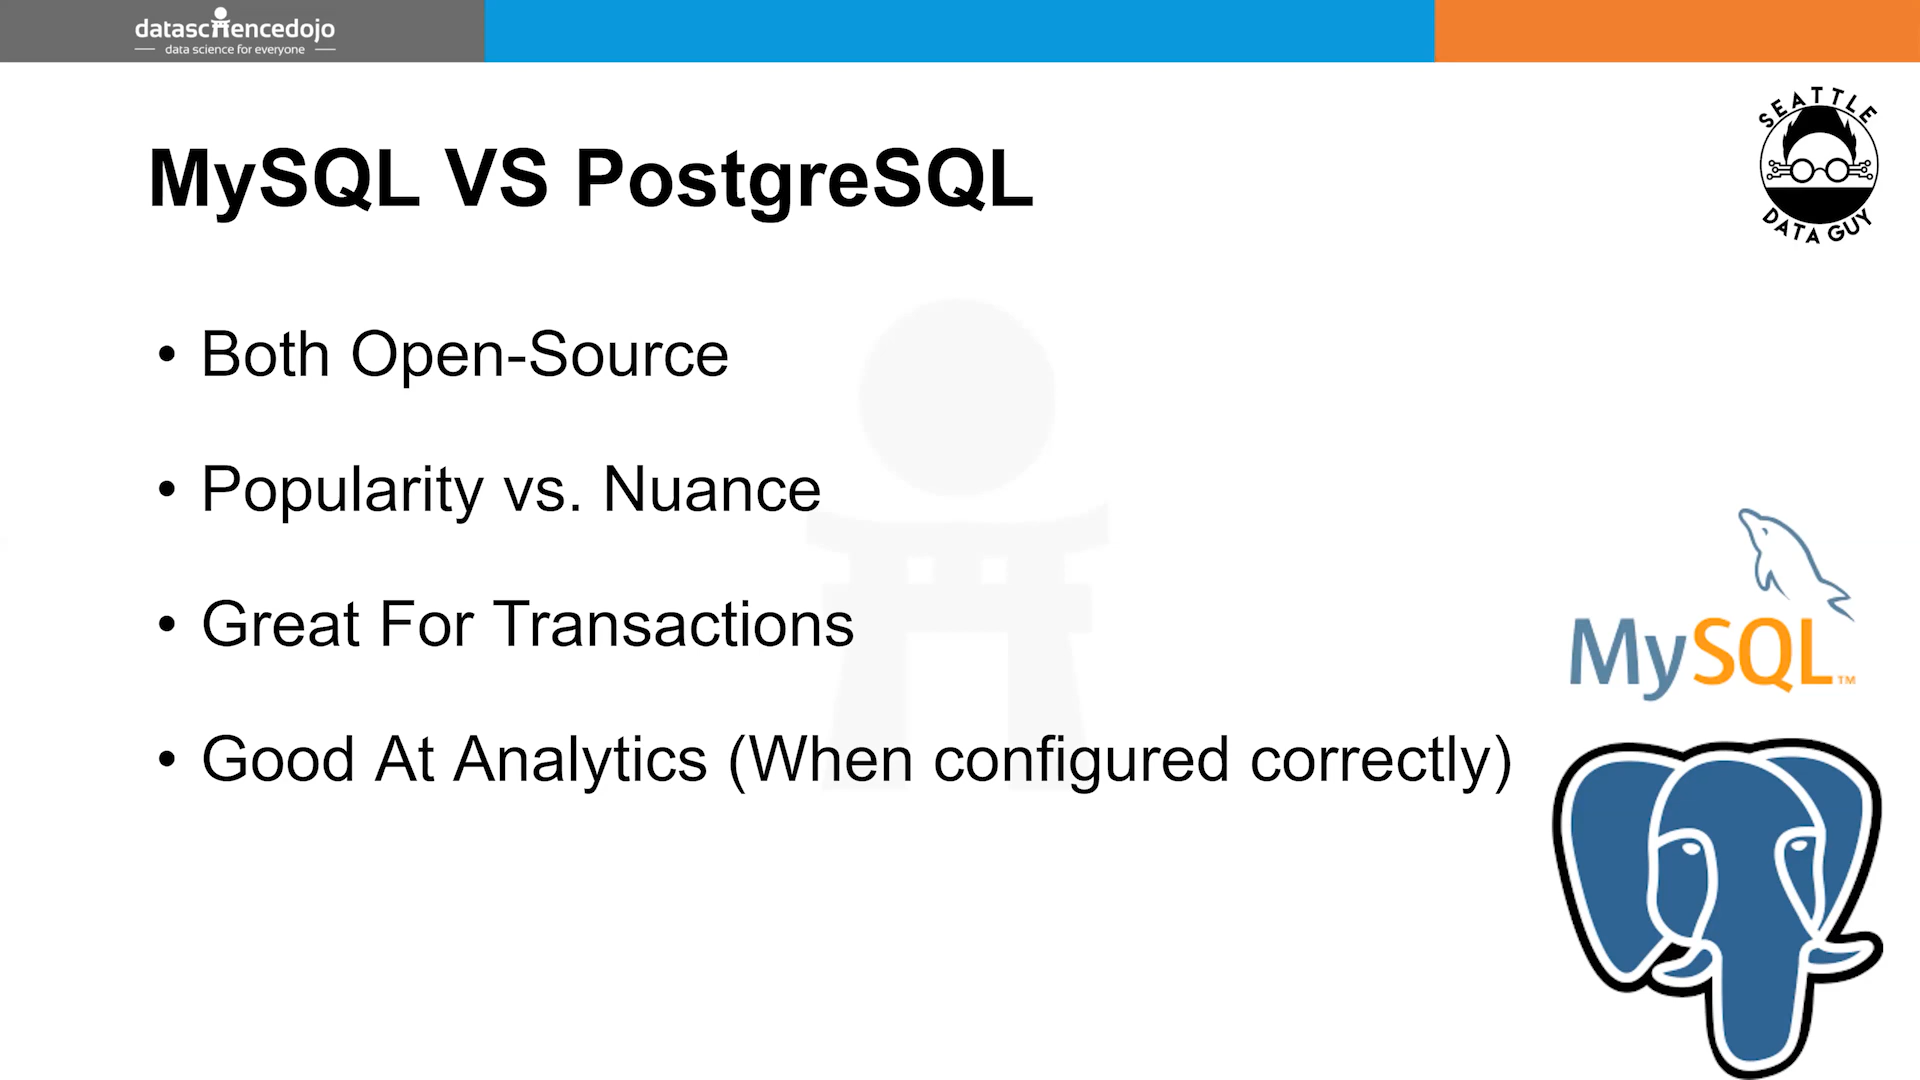 datasciencedojo
data science for everyone
SEATTLE
DATA GUY
MySQL VS PostgreSQL
• Both Open-Source
• Popularity vs. Nuance
• Great For Transactions
• Good At Analytics (When configured correctly)
MySQL™